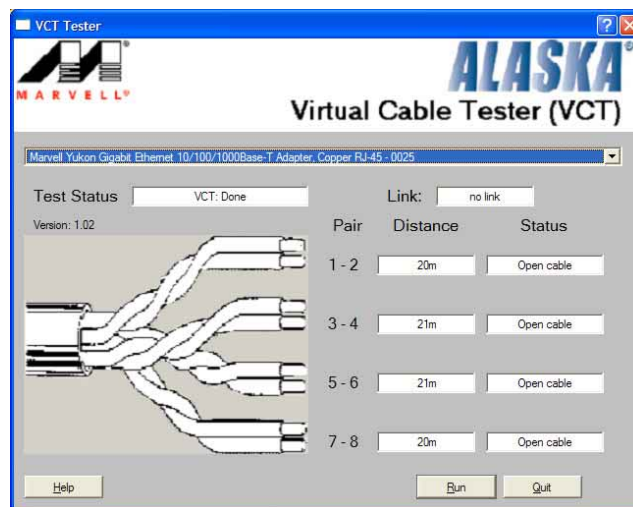 VCT Tester
MARVELL®
ALASKA®
Virtual Cable Tester (VCT)
Marvell Yukon Gigabit Ethernet 10/100/1000Base-T Adapter, Copper RJ-45 - 0025
Test Status VCT: Done Link: no link
Version: 1.02
Pair Distance Status
1 - 2 20m Open cable
3 - 4 21m Open cable
5 - 6 21m Open cable
7 - 8 20m Open cable
Help Run Quit